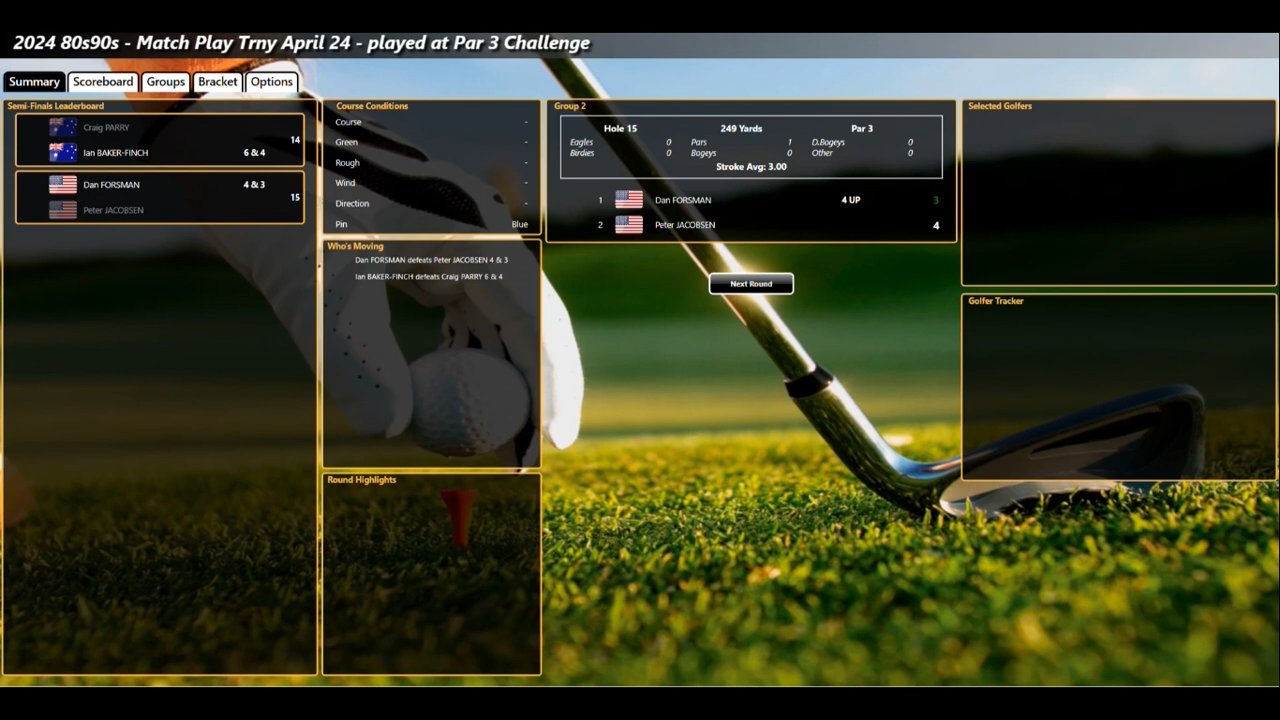 2024 80s90s - Match Play Trny April 24 - played at Par 3 Challenge
Summary Scoreboard Groups Bracket Options
Semi-Finals Leaderboard
Craig PARRY
14
Ian BAKER-FINCH 6 & 4
Dan FORSMAN 4 & 3
15
Peter JACOBSEN
Course Conditions
Course -
Green -
Rough -
Wind -
Direction -
Pin Blue
Who's Moving
Dan FORSMAN defeats Peter JACOBSEN 4 & 3
Ian BAKER-FINCH defeats Craig PARRY 6 & 4
Round Highlights
Group 2
Hole 15 249 Yards Par 3
Eagles 0 Pars 1 D.Bogeys 0
Birdies 0 Bogeys 0 Other 0
Stroke Avg: 3.00
1 Dan FORSMAN 4 UP 3
2 Peter JACOBSEN 4
Next Round
Selected Golfers
Golfer Tracker